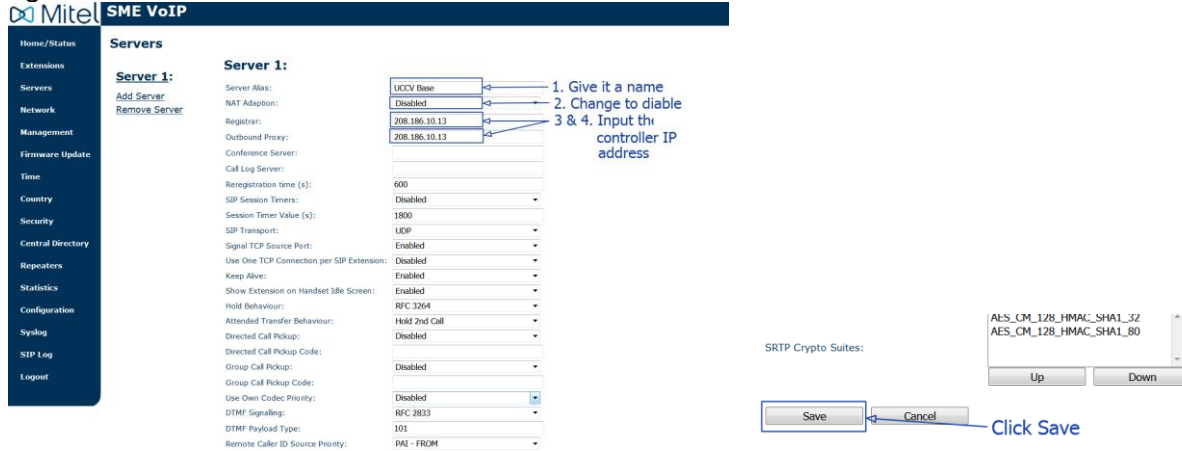 Mitel SME VoIP
Home/Status
Extensions
Servers
Network
Management
Firmware Update
Time
Country
Security
Central Directory
Repeaters
Statistics
Configuration
Syslog
SIP Log
Logout
Servers
Server 1:
Add Server
Remove Server
Server 1:
Server Alias: UCCV Base
NAT Adaption: Disabled
Registrar: 208.186.10.13
Outbound Proxy: 208.186.10.13
Conference Server:
Call Log Server:
Reregistration time (s): 600
SIP Session Timers: Disabled
Session Timer Value (s): 1800
SIP Transport: UDP
Signal TCP Source Port: Enabled
Use One TCP Connection per SIP Extension: Disabled
Keep Alive: Enabled
Show Extension on Handset Idle Screen: Enabled
Hold Behaviour: RFC 3264
Attended Transfer Behaviour: Hold 2nd Call
Directed Call Pickup: Disabled
Directed Call Pickup Code:
Group Call Pickup: Disabled
Group Call Pickup Code:
Use Own Codec Priority: Disabled
DTMF Signalling: RFC 2833
DTMF Payload Type: 101
Remote Caller ID Source Priority: PAI - FROM
1. Give it a name
2. Change to diable
3 & 4. Input the
controller IP
address
AES_CM_128_HMAC_SHA1_32
AES_CM_128_HMAC_SHA1_80
SRTP Crypto Suites:
Up Down
Save Cancel
Click Save